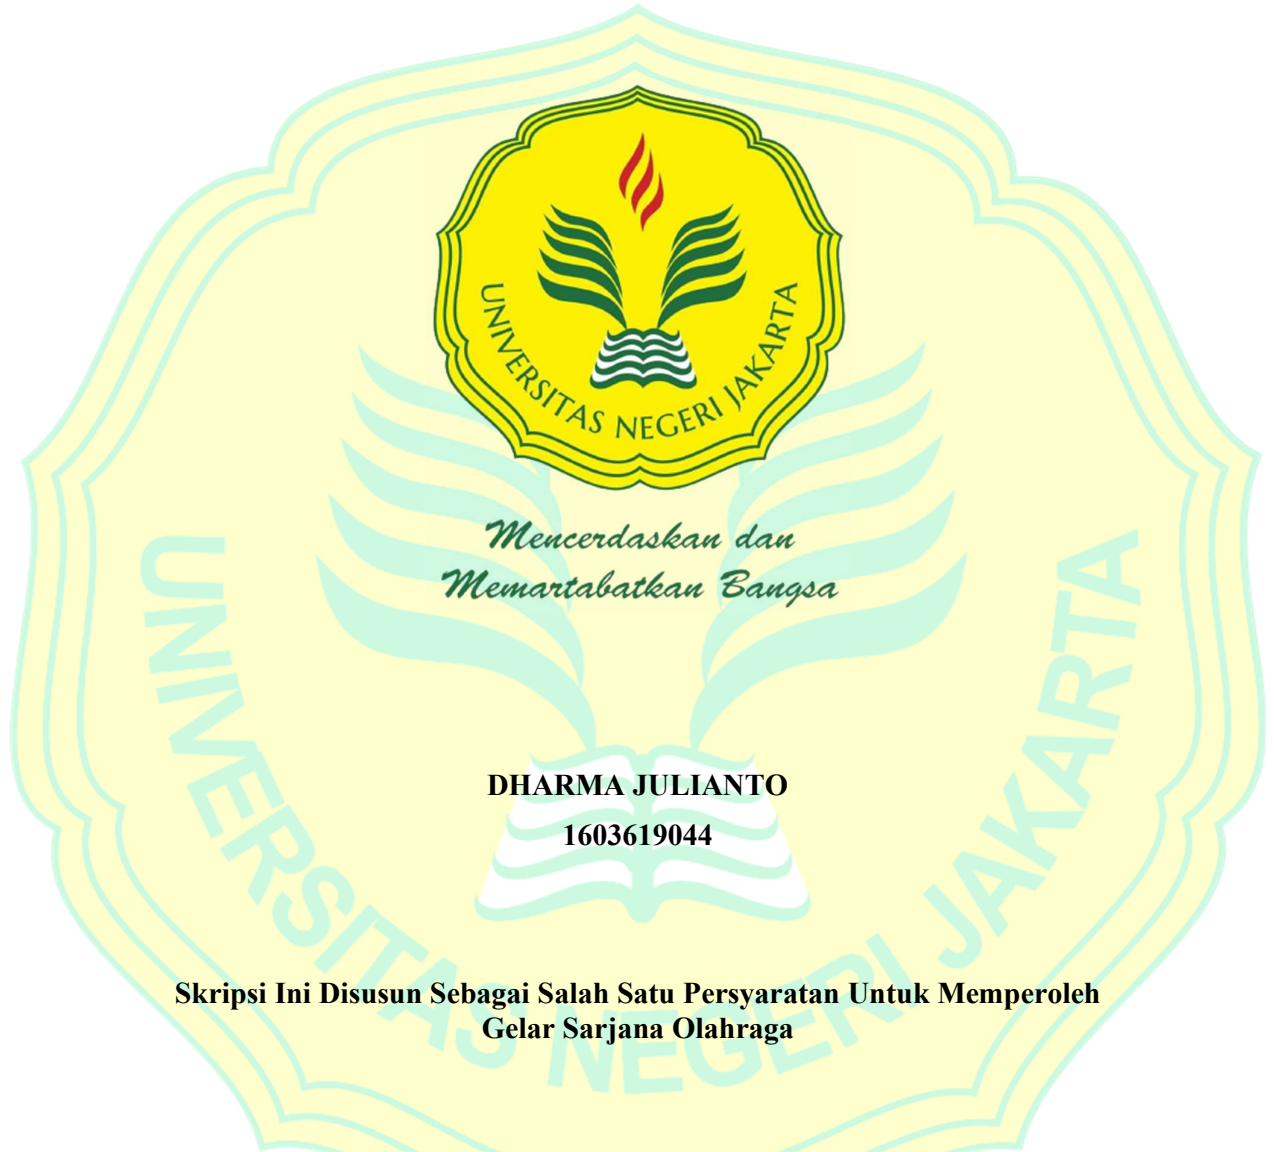 UNIVERSITAS NEGERI JAKARTA
Mencerdaskan dan
Memartabatkan Bangsa
UNIVERSITAS NEGERI JAKARTA
DHARMA JULIANTO
1603619044
Skripsi Ini Disusun Sebagai Salah Satu Persyaratan Untuk Memperoleh
Gelar Sarjana Olahraga